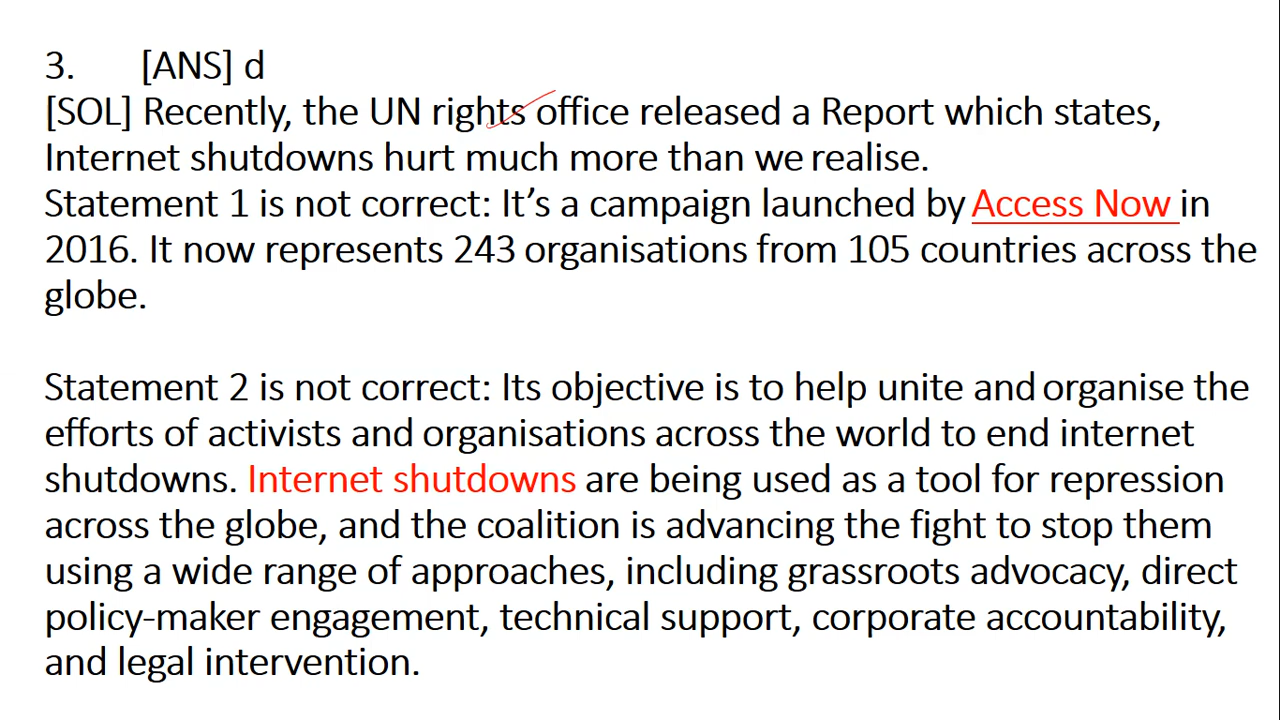 3. [ANS] d
[SOL] Recently, the UN rights office released a Report which states,
Internet shutdowns hurt much more than we realise.
Statement 1 is not correct: It’s a campaign launched by Access Now in
2016. It now represents 243 organisations from 105 countries across the
globe.
Statement 2 is not correct: Its objective is to help unite and organise the
efforts of activists and organisations across the world to end internet
shutdowns. Internet shutdowns are being used as a tool for repression
across the globe, and the coalition is advancing the fight to stop them
using a wide range of approaches, including grassroots advocacy, direct
policy-maker engagement, technical support, corporate accountability,
and legal intervention.